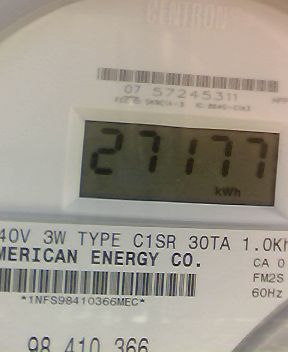 CENTRON
07 57245311
27177
kWh
40V 3W TYPE C1SR 30TA 1.0Kh
MERICAN ENERGY CO.
CA 0
FM2S
60Hz
*1NFS98410366MEC*
98 410 366